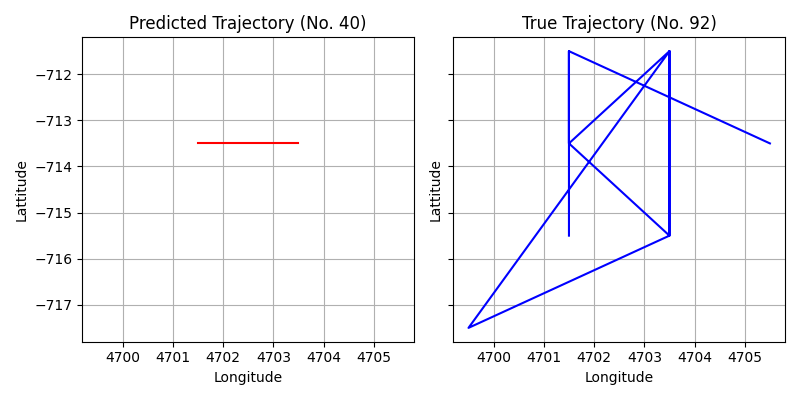 Predicted Trajectory (No. 40)
True Trajectory (No. 92)
−712
−713
−714
−715
−716
−717
Lattitude
Lattitude
4700 4701 4702 4703 4704 4705
4700 4701 4702 4703 4704 4705
Longitude
Longitude